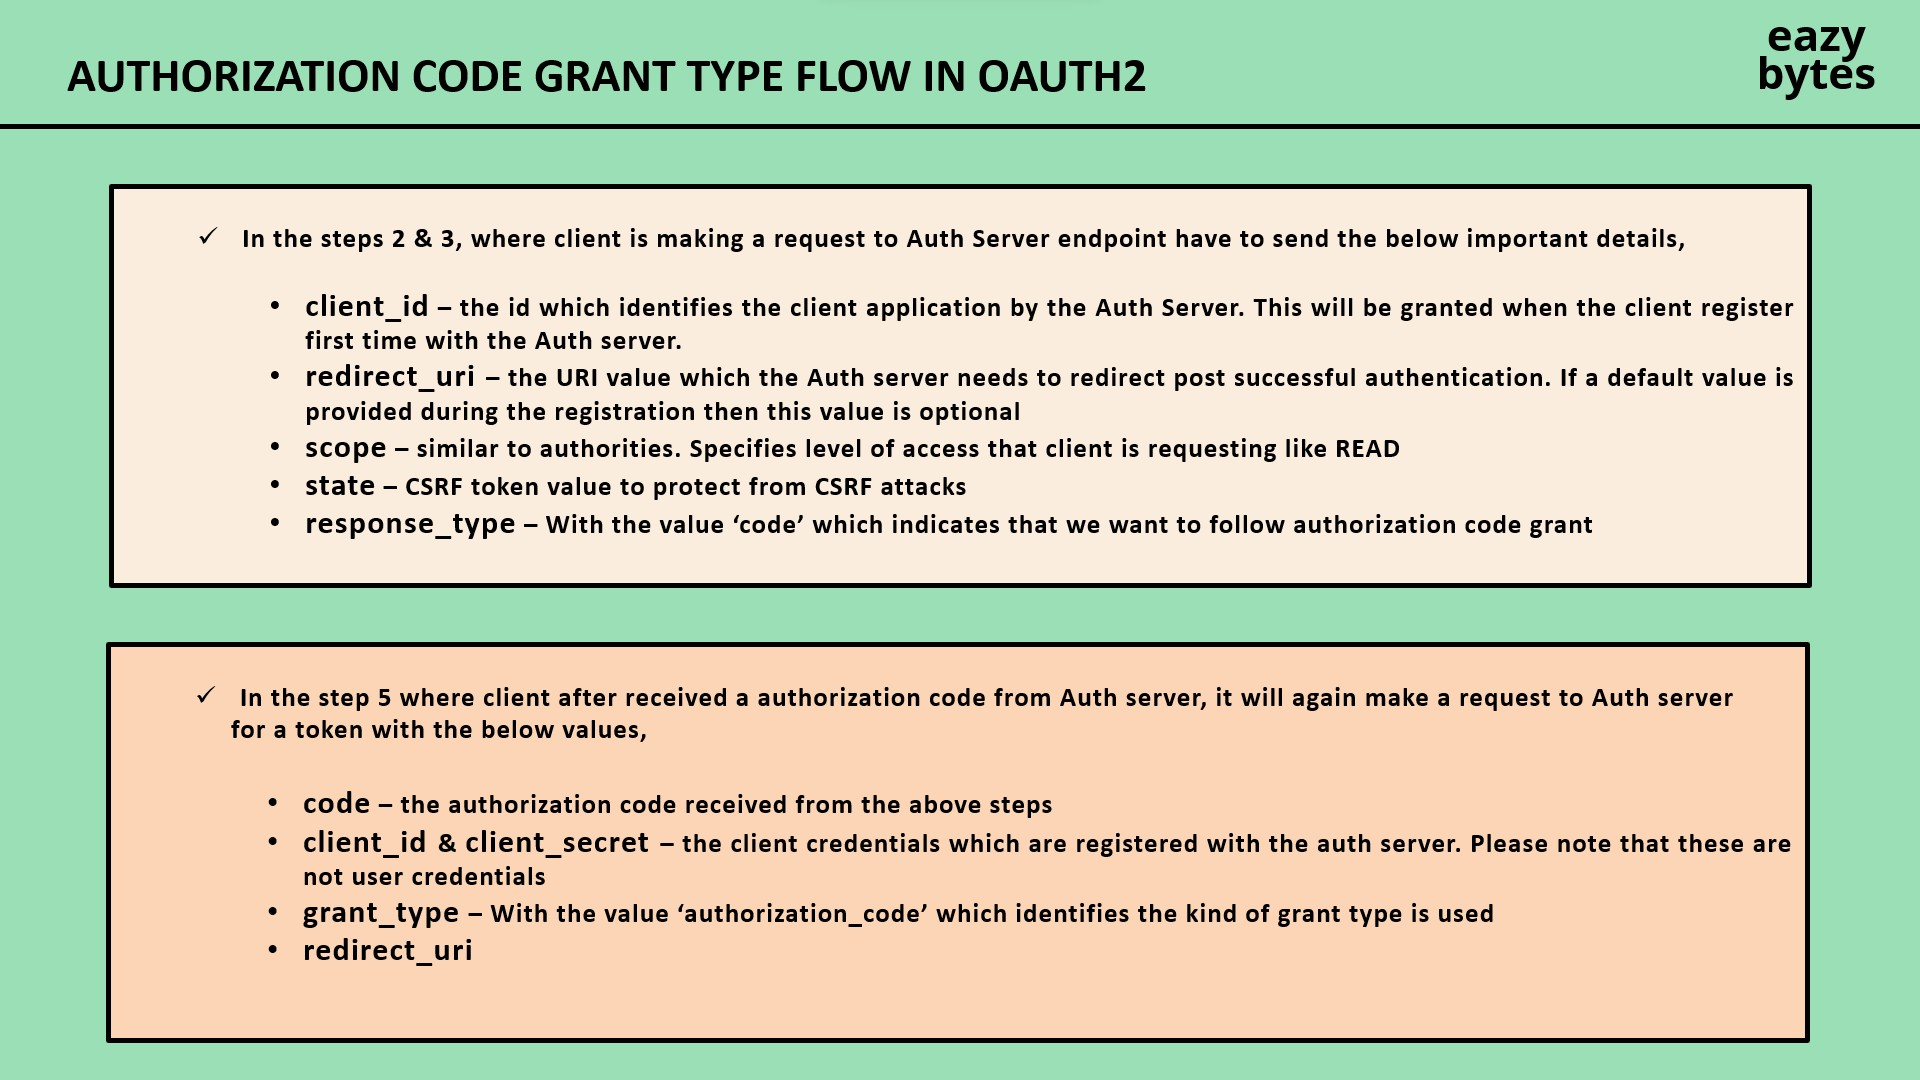 eazy
bytes
AUTHORIZATION CODE GRANT TYPE FLOW IN OAUTH2
✓ In the steps 2 & 3, where client is making a request to Auth Server endpoint have to send the below important details,
• client_id – the id which identifies the client application by the Auth Server. This will be granted when the client register
first time with the Auth server.
• redirect_uri – the URI value which the Auth server needs to redirect post successful authentication. If a default value is
provided during the registration then this value is optional
• scope – similar to authorities. Specifies level of access that client is requesting like READ
• state – CSRF token value to protect from CSRF attacks
• response_type – With the value ‘code’ which indicates that we want to follow authorization code grant
✓ In the step 5 where client after received a authorization code from Auth server, it will again make a request to Auth server
for a token with the below values,
• code – the authorization code received from the above steps
• client_id & client_secret – the client credentials which are registered with the auth server. Please note that these are
not user credentials
• grant_type – With the value ‘authorization_code’ which identifies the kind of grant type is used
• redirect_uri